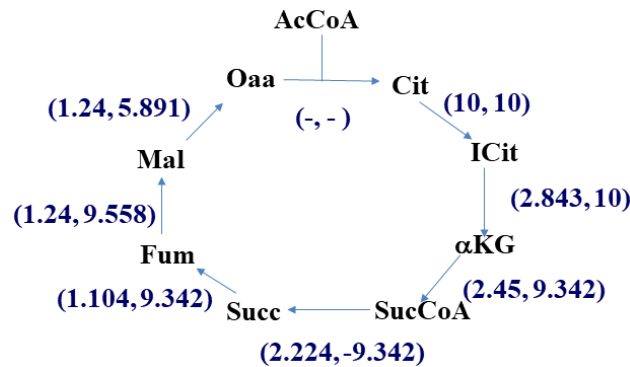 AcCoA
Oaa
Cit
(1.24, 5.891)
(10, 10)
(-, - )
Mal
ICit
(2.843, 10)
(1.24, 9.558)
αKG
Fum
(2.45, 9.342)
(1.104, 9.342)
Succ
SucCoA
(2.224, -9.342)